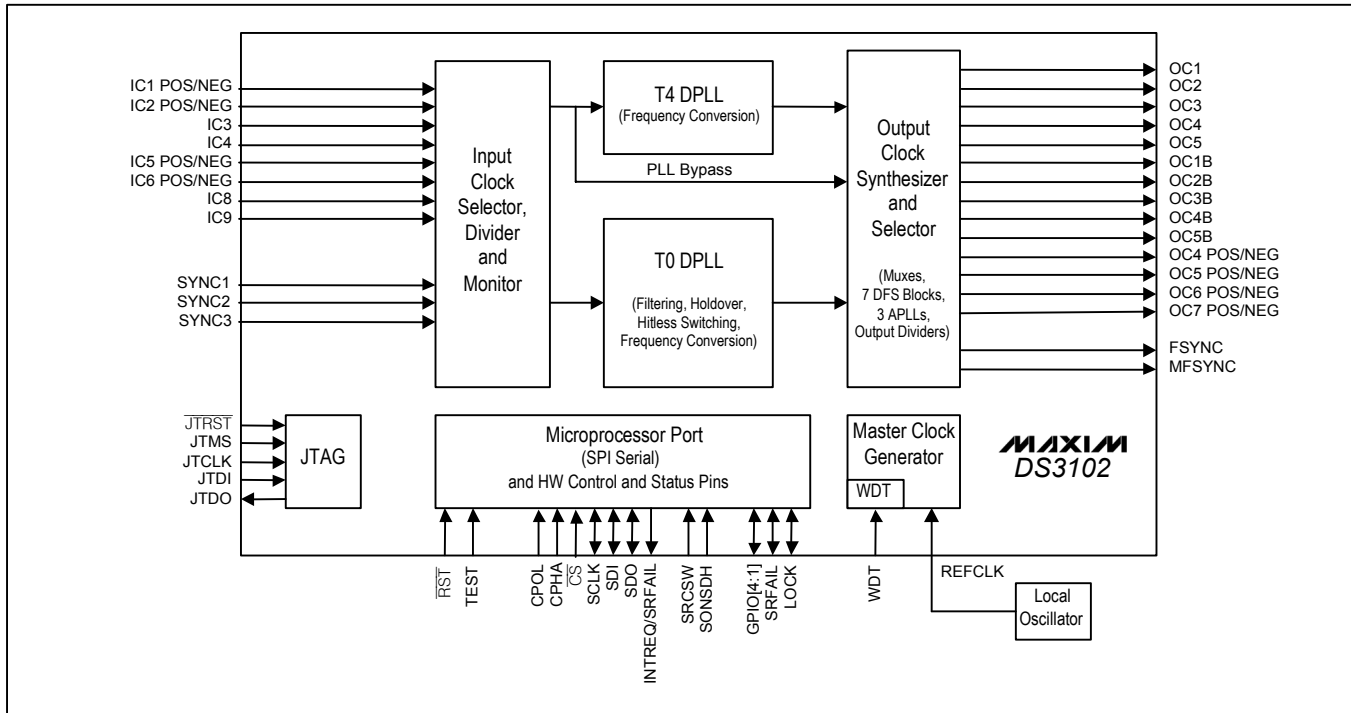 IC1 POS/NEG
IC2 POS/NEG
IC3
IC4
IC5 POS/NEG
IC6 POS/NEG
IC8
IC9
SYNC1
SYNC2
SYNC3
Input
Clock
Selector,
Divider
and
Monitor
T4 DPLL
(Frequency Conversion)
PLL Bypass
T0 DPLL
(Filtering, Holdover,
Hitless Switching,
Frequency Conversion)
Output
Clock
Synthesizer
and
Selector
(Muxes,
7 DFS Blocks,
3 APLLs,
Output Dividers)
OC1
OC2
OC3
OC4
OC5
OC1B
OC2B
OC3B
OC4B
OC5B
OC4 POS/NEG
OC5 POS/NEG
OC6 POS/NEG
OC7 POS/NEG
FSYNC
MFSYNC
JTRST
JTMS
JTCLK
JTDI
JTDO
JTAG
Microprocessor Port
(SPI Serial)
and HW Control and Status Pins
Master Clock
Generator
WDT
MAXIM
DS3102
RST
TEST
CPOL
CPHA
CS
SCLK
SDI
SDO
INTREQ/SRFAIL
SRCSW
SONSDH
GPIO[4:1]
SRFAIL
LOCK
WDT
REFCLK
Local
Oscillator